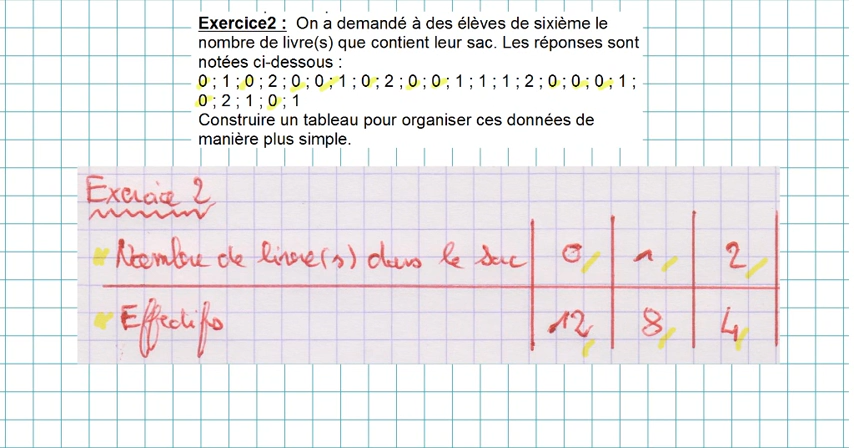 Exercice2 : On a demandé à des élèves de sixième le
nombre de livre(s) que contient leur sac. Les réponses sont
notées ci-dessous :
0 ; 1 ; 0 ; 2 ; 0 ; 0 ; 1 ; 0 ; 2 ; 0 ; 0 ; 1 ; 1 ; 1 ; 2 ; 0 ; 0 ; 0 ; 1 ;
0 ; 2 ; 1 ; 0 ; 1
Construire un tableau pour organiser ces données de
manière plus simple.
Exercice 2
Nombre de livre(s) dans le sac 0 1 2
Effectifs 12 8 4